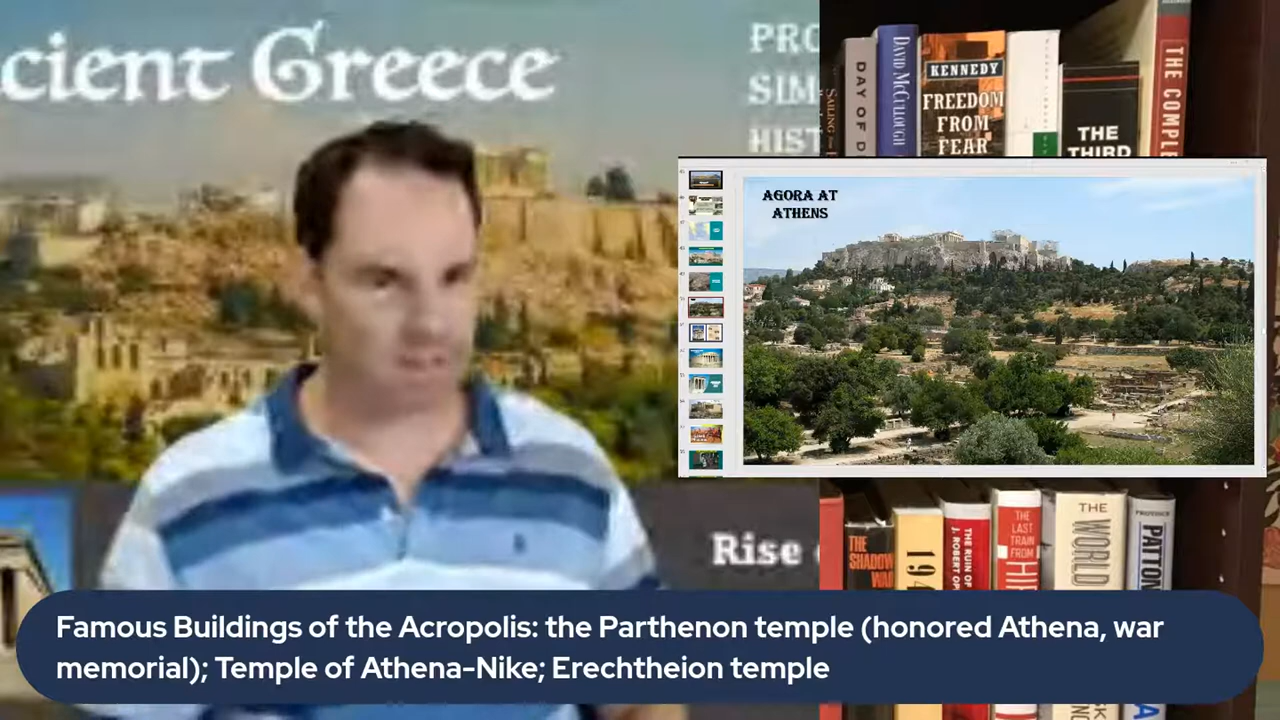 cient Greece
PRO
SIM
HIST
DAVID MCCULLOUGH
DAY OF D
KENNEDY
FREEDOM
FROM
FEAR
THE
THIRD
THE COMPLE
AGORA AT
ATHENS
Rise
THE
SHADOW
WAR
194
THE RUIN OF
J. ROBERT OP
THE
LAST
TRAIN
FROM
HI
THE
WORLD
PATTON
Famous Buildings of the Acropolis: the Parthenon temple (honored Athena, war
memorial); Temple of Athena-Nike; Erechtheion temple